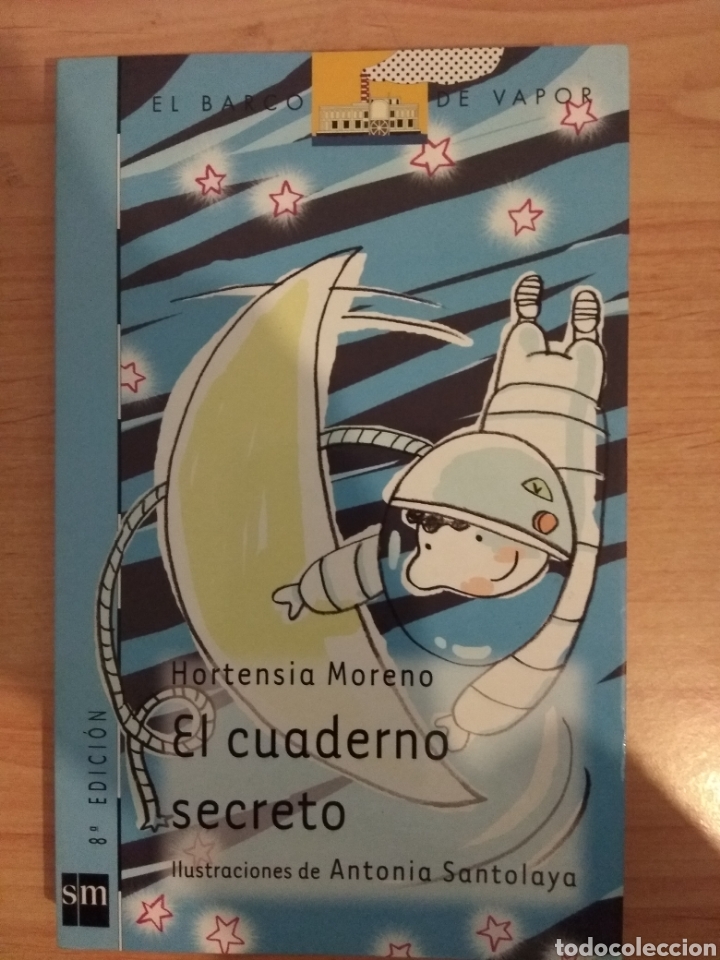 EL BARCO DE VAPOR
Hortensia Moreno
El cuaderno
secreto
Ilustraciones de Antonia Santolaya
8ª EDICIÓN
sm
todocoleccion